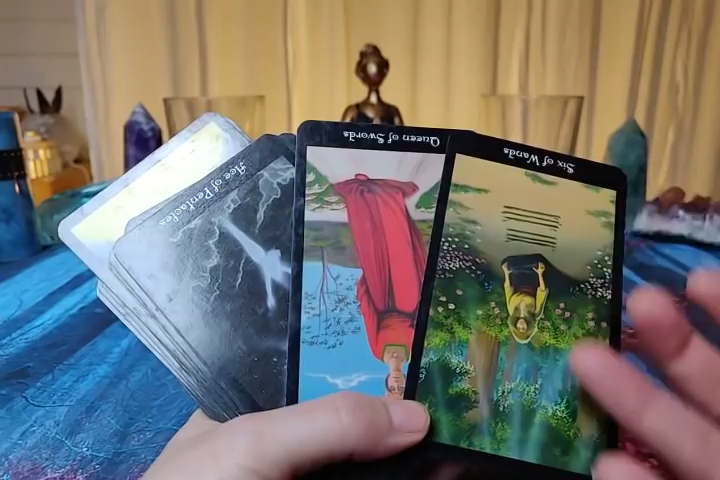 Ace of Pentacles
Queen of Swords
Six of Wands